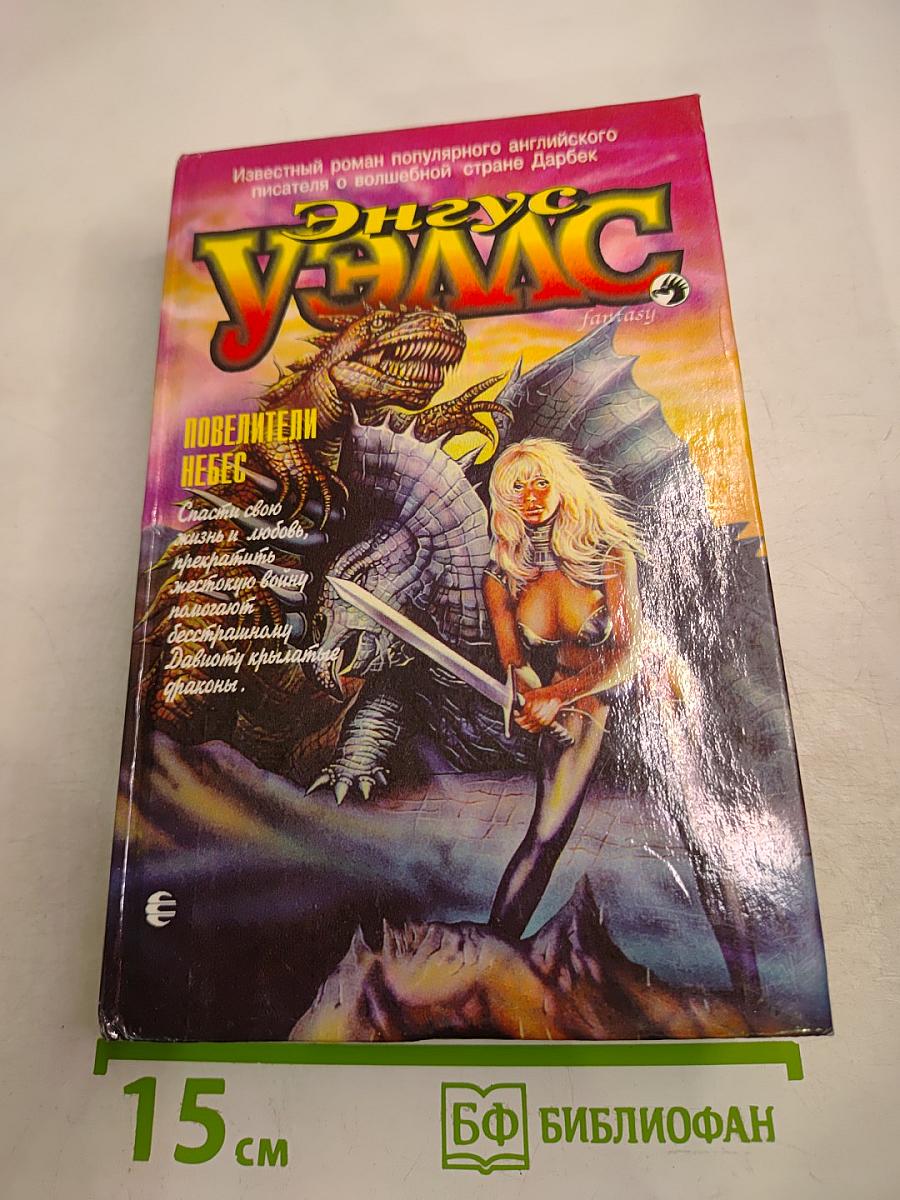 Известный роман популярного английского
писателя о волшебной стране Дарбек
Энгус
УЭЛЛС
fantasy
ПОВЕЛИТЕЛИ
НЕБЕС
Спасти свою
жизнь и любовь,
прекратить
жестокую войну
помогают
бесстрашному
Давиоту крылатые
драконы.
15 см
БФ БИБЛИОФАН